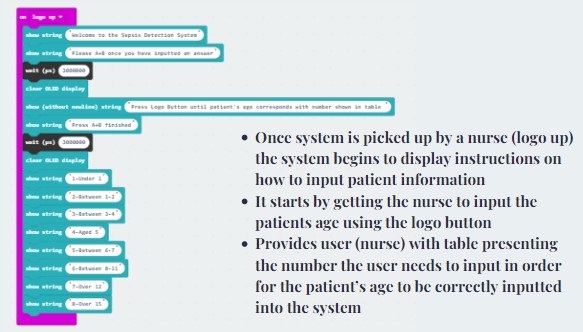 on logo up
show string "Welcome to the Sepsis Detection System"
show string "Please A+B once you have inputted an answer"
wait (µs) 1000000
clear OLED display
show (without newline) string "Press Logo Button until patient's age corresponds with number shown in table "
show string "Press A+B finished"
wait (µs) 1000000
clear OLED display
show string "1-Under 1"
show string "2-Between 1-2"
show string "3-Between 3-4"
show string "4-Aged 5"
show string "5-Between 6-7"
show string "6-Between 8-11"
show string "7-Over 12"
show string "8-Over 15"
• Once system is picked up by a nurse (logo up)
the system begins to display instructions on
how to input patient information
• It starts by getting the nurse to input the
patients age using the logo button
• Provides user (nurse) with table presenting
the number the user needs to input in order
for the patient's age to be correctly inputted
into the system